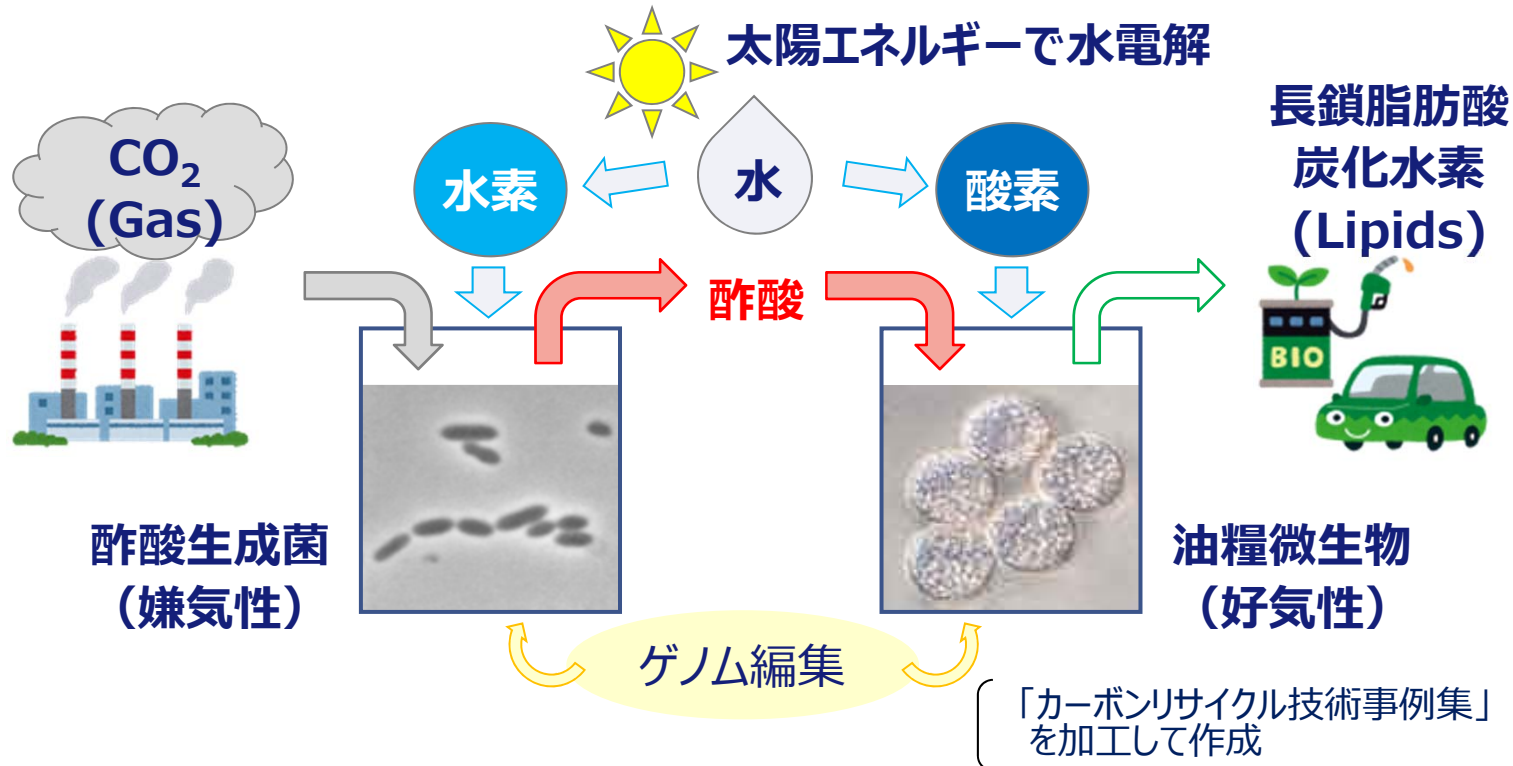 太陽エネルギーで水電解
CO₂
(Gas)
水素
水
酸素
長鎖脂肪酸
炭化水素
(Lipids)
酢酸
BIO
酢酸生成菌
（嫌気性）
油糧微生物
（好気性）
ゲノム編集
「カーボンリサイクル技術事例集」
を加工して作成